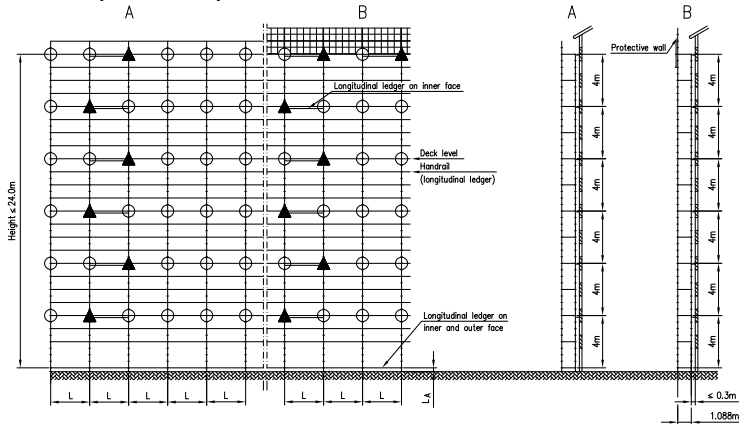 A
B
A
B
Protective wall
Longitudinal ledger on inner face
Deck level
Handrail
(longitudinal ledger)
Height ≤ 24.0m
4m
4m
4m
4m
4m
4m
4m
4m
4m
4m
4m
4m
Longitudinal ledger on
inner and outer face
L
L
L
L
L
L
L
L
LA
≤ 0.3m
1.088m